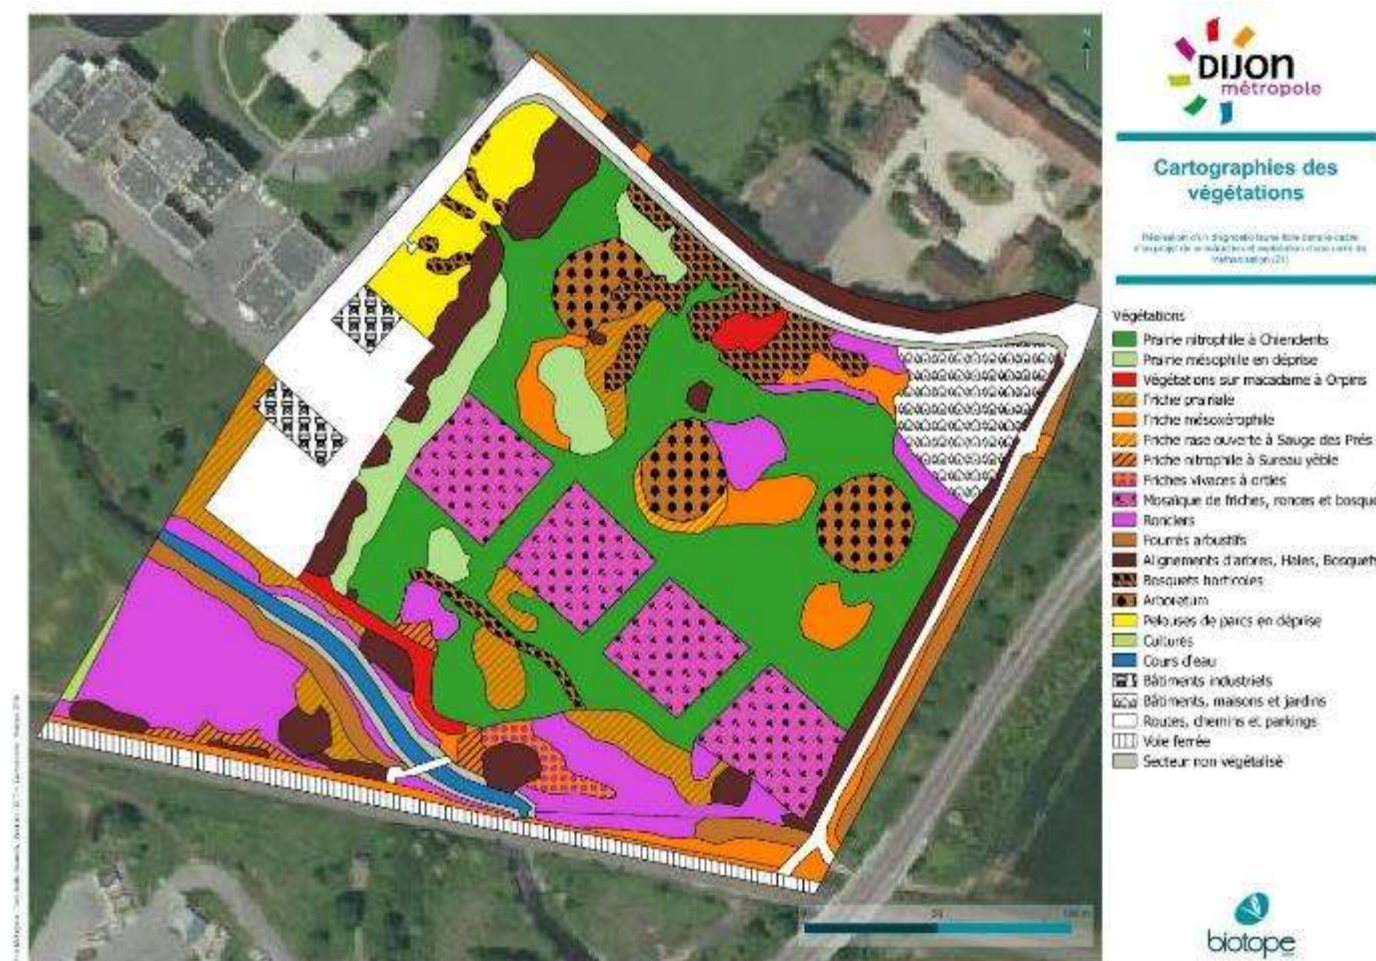 N
DIJON
métropole
Cartographies des
végétations
Végétations
Prairie nitrophile à Chiendents
Prairie mésophile en déprise
Végétations sur macadame à Orpins
Friche prairiale
Friche mésoxérophile
Friche rase ouverte à Sauge des Prés
Friche nitrophile à Sureau yèble
Friches vivaces à orties
Mosaïque de friches, ronces et bosque
Ronciers
Fourrés arbustifs
Alignements d'arbres, Haies, Bosquets
Bosquets horticoles
Arboretum
Pelouses de parcs en déprise
Cultures
Cours d'eau
Bâtiments industriels
Bâtiments, maisons et jardins
Routes, chemins et parkings
Voie ferrée
Secteur non végétalisé
biotope